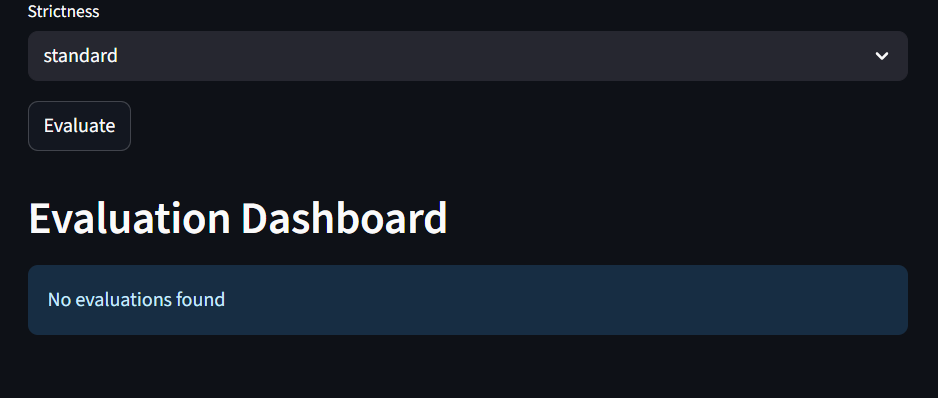 Strictness
standard
Evaluate
Evaluation Dashboard
No evaluations found